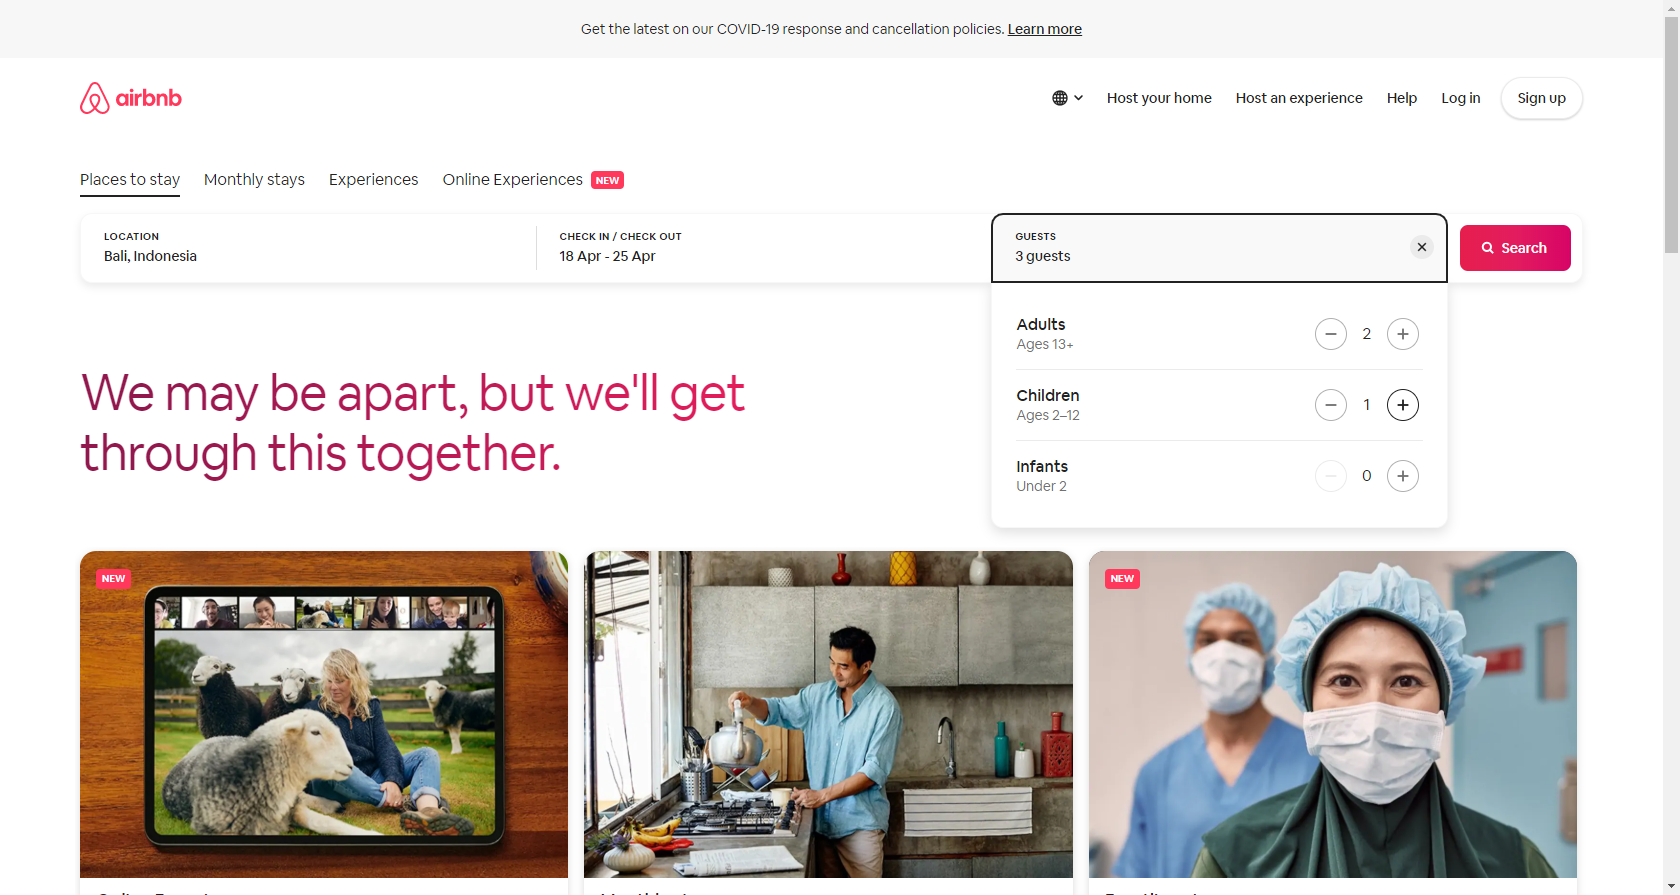 Get the latest on our COVID-19 response and cancellation policies. Learn more
airbnb
Host your home
Host an experience
Help
Log in
Sign up
Places to stay
Monthly stays
Experiences
Online Experiences
NEW
LOCATION
Bali, Indonesia
CHECK IN / CHECK OUT
18 Apr - 25 Apr
GUESTS
3 guests
Search
Adults
Ages 13+
2
Children
Ages 2–12
1
Infants
Under 2
0
We may be apart, but we'll get
through this together.
NEW
NEW